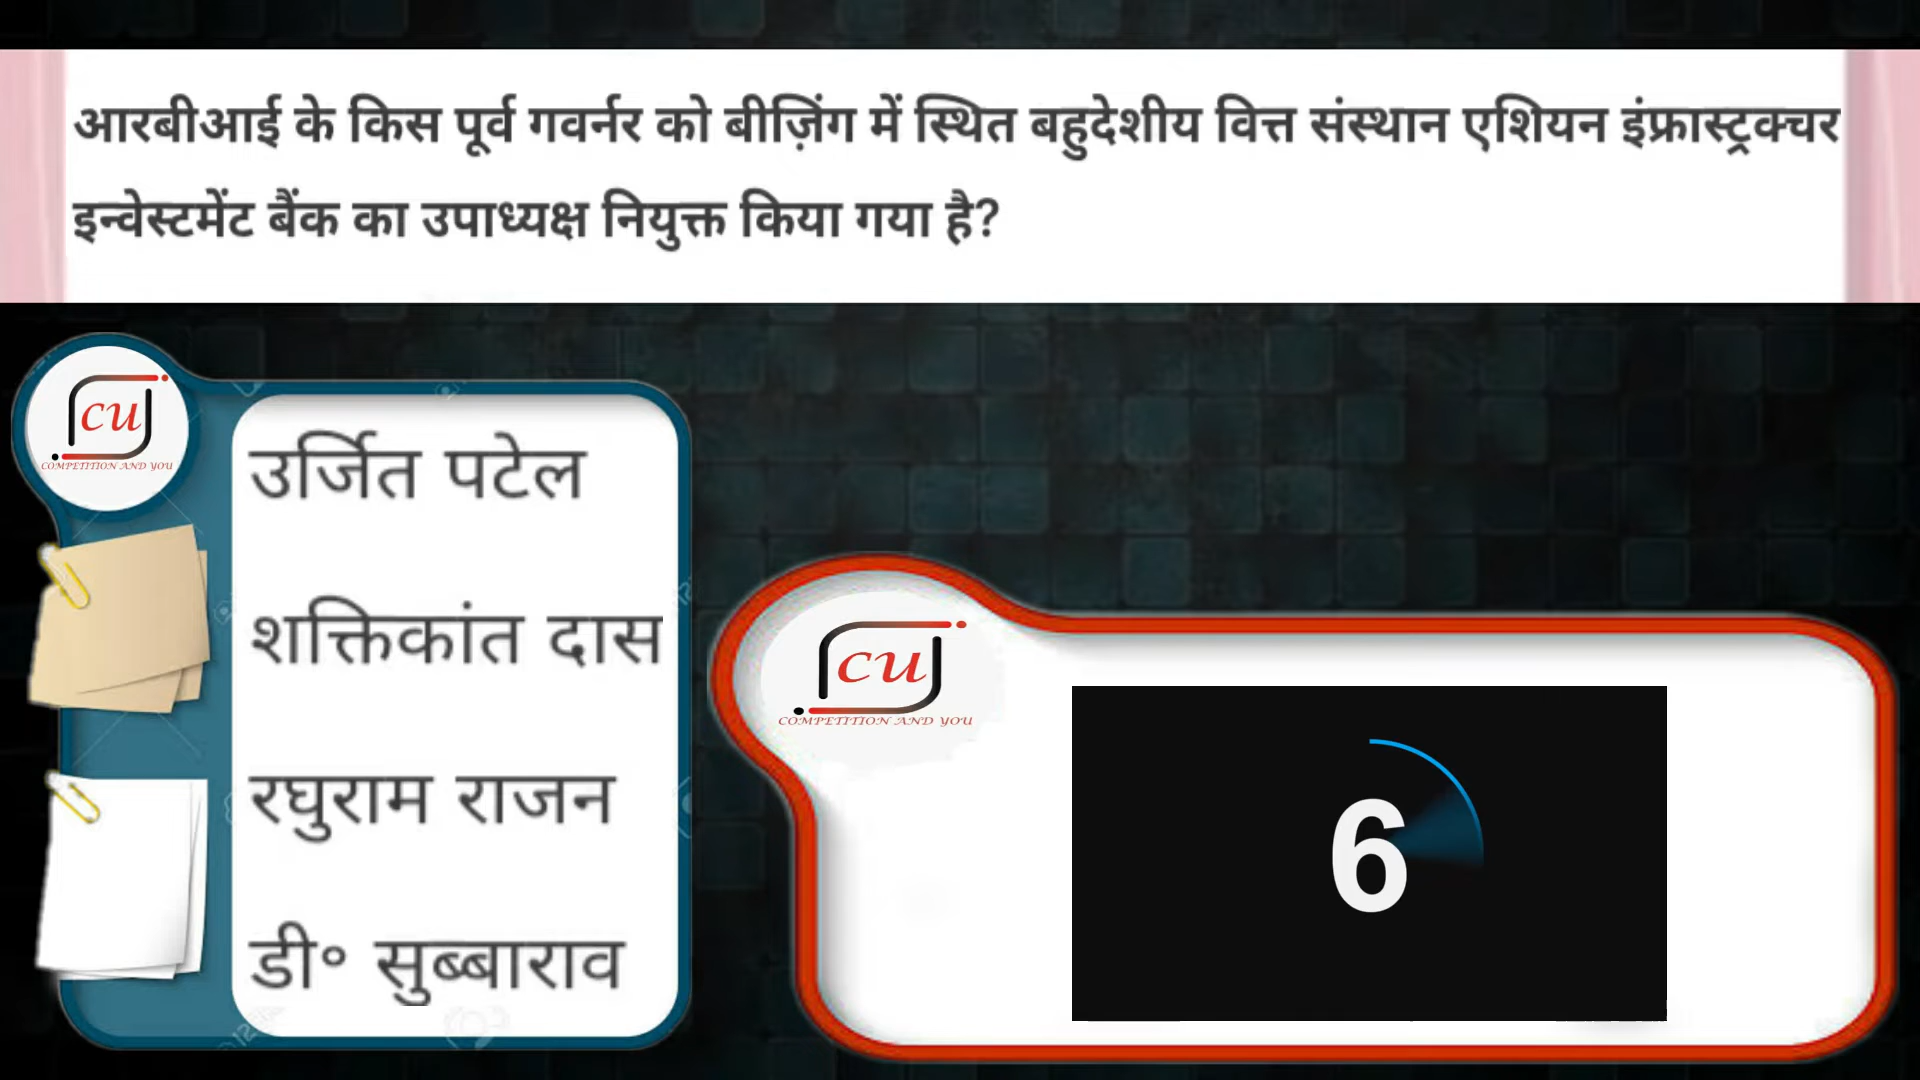 आरबीआई के किस पूर्व गवर्नर को बीज़िंग में स्थित बहुदेशीय वित्त संस्थान एशियन इंफ्रास्ट्रक्चर
इन्वेस्टमेंट बैंक का उपाध्यक्ष नियुक्त किया गया है?
CU
COMPETITION AND YOU
उर्जित पटेल
शक्तिकांत दास
रघुराम राजन
डी॰ सुब्बाराव
CU
COMPETITION AND YOU
6